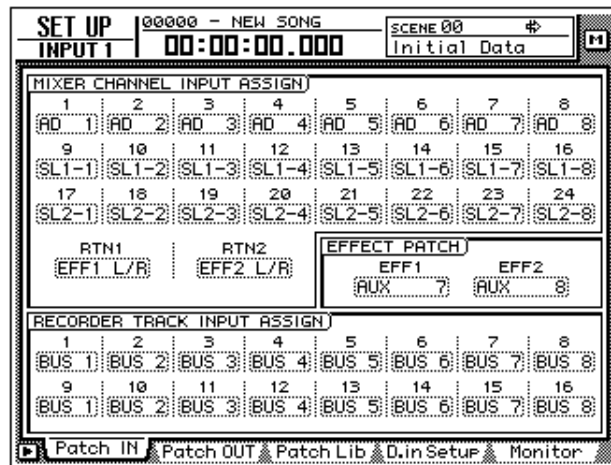 SET UP 00000 - NEW SONG SCENE 00
INPUT 1 00:00:00.000 Initial Data M
MIXER CHANNEL INPUT ASSIGN
1 2 3 4 5 6 7 8
AD 1 AD 2 AD 3 AD 4 AD 5 AD 6 AD 7 AD 8
9 10 11 12 13 14 15 16
SL1-1 SL1-2 SL1-3 SL1-4 SL1-5 SL1-6 SL1-7 SL1-8
17 18 19 20 21 22 23 24
SL2-1 SL2-2 SL2-3 SL2-4 SL2-5 SL2-6 SL2-7 SL2-8
RTN1 RTN2
EFF1 L/R EFF2 L/R
EFFECT PATCH
EFF1 EFF2
AUX 7 AUX 8
RECORDER TRACK INPUT ASSIGN
1 2 3 4 5 6 7 8
BUS 1 BUS 2 BUS 3 BUS 4 BUS 5 BUS 6 BUS 7 BUS 8
9 10 11 12 13 14 15 16
BUS 1 BUS 2 BUS 3 BUS 4 BUS 5 BUS 6 BUS 7 BUS 8
Patch IN Patch OUT Patch Lib D.in Setup Monitor